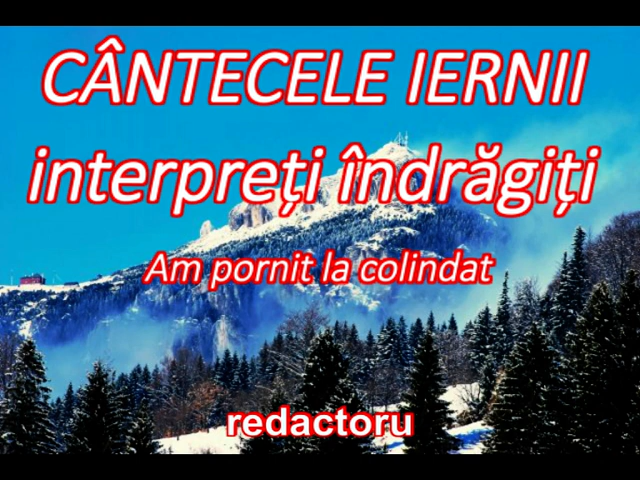 CÂNTECELE IERNII
interpreți îndrăgiți
Am pornit la colindat
redactoru